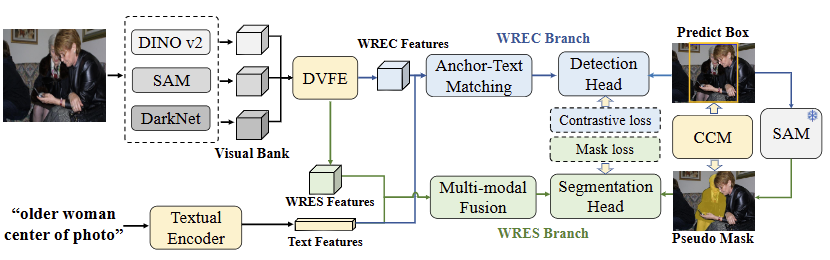 DINO v2
SAM
DarkNet
Visual Bank
DVFE
WREC Features
WREC Branch
Anchor-Text
Matching
Detection
Head
Predict Box
Contrastive loss
Mask loss
CCM
SAM
WRES Features
Multi-modal
Fusion
Segmentation
Head
WRES Branch
Pseudo Mask
“older woman
center of photo”
Textual
Encoder
Text Features